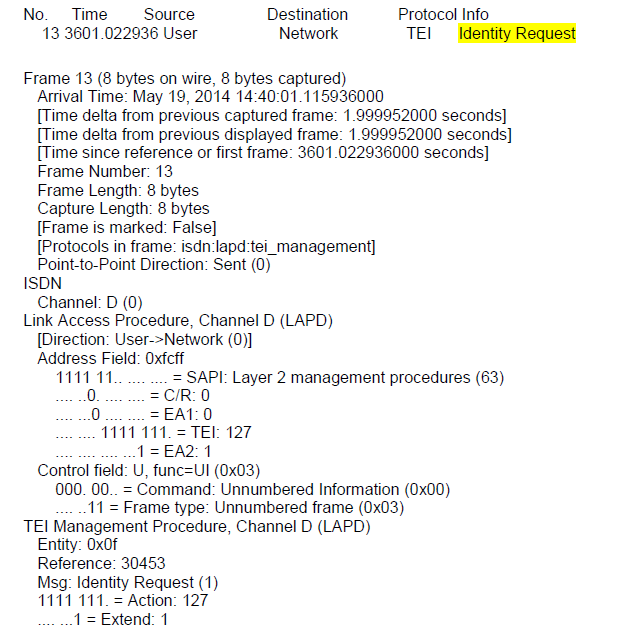 No. Time Source Destination Protocol Info
13 3601.022936 User Network TEI Identity Request
Frame 13 (8 bytes on wire, 8 bytes captured)
Arrival Time: May 19, 2014 14:40:01.115936000
[Time delta from previous captured frame: 1.999952000 seconds]
[Time delta from previous displayed frame: 1.999952000 seconds]
[Time since reference or first frame: 3601.022936000 seconds]
Frame Number: 13
Frame Length: 8 bytes
Capture Length: 8 bytes
[Frame is marked: False]
[Protocols in frame: isdn:lapd:tei_management]
Point-to-Point Direction: Sent (0)
ISDN
Channel: D (0)
Link Access Procedure, Channel D (LAPD)
[Direction: User->Network (0)]
Address Field: 0xfcff
1111 11.. .... .... = SAPI: Layer 2 management procedures (63)
.... ..0. .... .... = C/R: 0
.... ...0 .... .... = EA1: 0
.... .... 1111 111. = TEI: 127
.... .... .... ...1 = EA2: 1
Control field: U, func=UI (0x03)
000. 00.. = Command: Unnumbered Information (0x00)
.... ..11 = Frame type: Unnumbered frame (0x03)
TEI Management Procedure, Channel D (LAPD)
Entity: 0x0f
Reference: 30453
Msg: Identity Request (1)
1111 111. = Action: 127
.... ...1 = Extend: 1